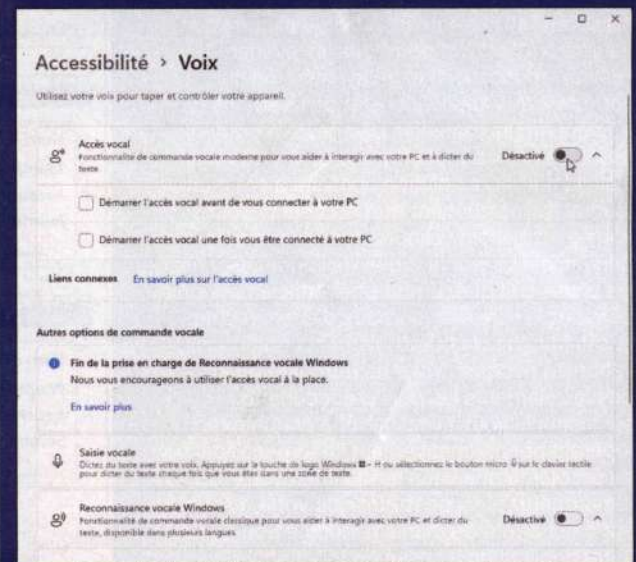 Accessibilité > Voix
Utilisez votre voix pour taper et contrôler votre appareil.
Accès vocal
Fonctionnalité de commande vocale moderne pour vous aider à interagir avec votre PC et à dicter du
texte.
Désactivé
Démarrer l'accès vocal avant de vous connecter à votre PC
Démarrer l'accès vocal une fois vous être connecté à votre PC
Liens connexes En savoir plus sur l'accès vocal
Autres options de commande vocale
Fin de la prise en charge de Reconnaissance vocale Windows
Nous vous encourageons à utiliser l'accès vocal à la place.
En savoir plus
Saisie vocale
Dictez du texte avec votre voix. Appuyez sur la touche de logo Windows + H ou sélectionnez le bouton micro sur le clavier tactile
pour dicter du texte chaque fois que vous êtes dans une zone de texte.
Reconnaissance vocale Windows
Fonctionnalité de commande vocale classique pour vous aider à interagir avec votre PC et dicter du
texte, disponible dans plusieurs langues.
Désactivé